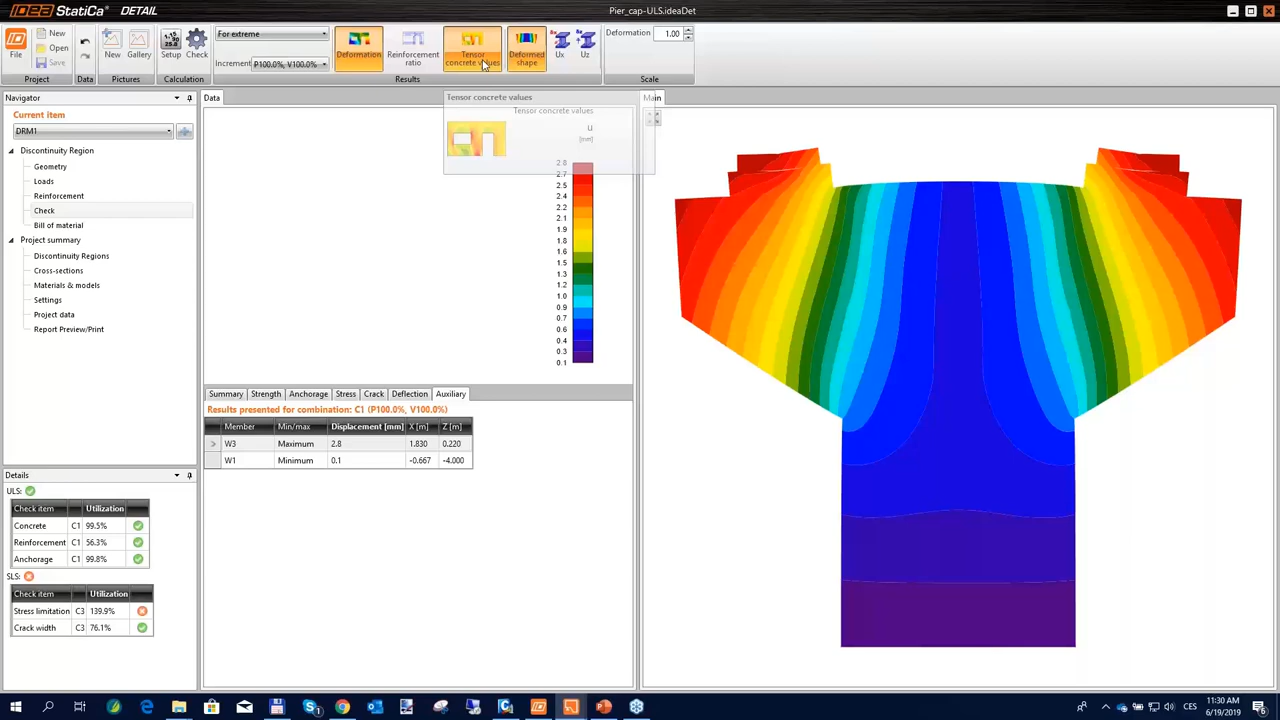 IDEA StatiCa DETAIL
Pier_cap-ULS.ideaDet
File
New
Open
Save
Project
Data
New Gallery
Pictures
Setup Check
Calculation
For extreme
Increment P100.0%, V100.0%
Deformation
Reinforcement ratio
Tensor concrete values
Deformed shape
Ux
Uz
Results
Deformation 1.00
Scale
Navigator
Current item
DRM1
Discontinuity Region
Geometry
Loads
Reinforcement
Check
Bill of material
Project summary
Discontinuity Regions
Cross-sections
Materials & models
Settings
Project data
Report Preview/Print
Details
ULS:
Check item Utilization
Concrete C1 99.5%
Reinforcement C1 56.3%
Anchorage C1 99.8%
SLS:
Check item Utilization
Stress limitation C3 139.9%
Crack width C3 76.1%
Data
Tensor concrete values
Tensor concrete values
u
2.8
2.7
2.5
2.4
2.2
2.1
1.9
1.8
1.6
1.5
1.3
1.2
1.0
0.9
0.7
0.6
0.4
0.3
0.1
Summary Strength Anchorage Stress Crack Deflection Auxiliary
Results presented for combination: C1 (P100.0%, V100.0%)
Member Min/max Displacement [mm] X [m] Z [m]
> W3 Maximum 2.8 1.830 0.220
W1 Minimum 0.1 -0.667 -4.000
Main
CES
11:30 AM
6/19/2019